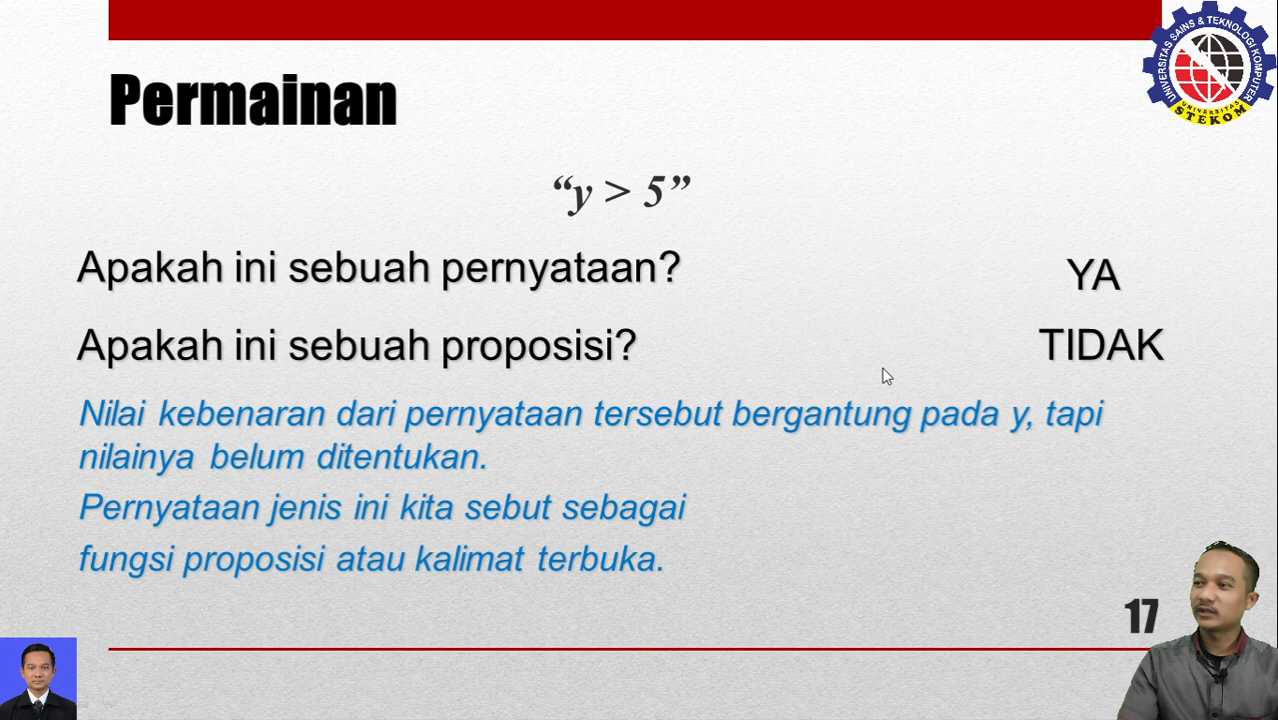 UNIVERSITAS SAINS & TEKNOLOGI KOMPUTER
UNIVERSITAS
STEKOM
Permainan
“y > 5”
Apakah ini sebuah pernyataan? YA
Apakah ini sebuah proposisi? TIDAK
Nilai kebenaran dari pernyataan tersebut bergantung pada y, tapi
nilainya belum ditentukan.
Pernyataan jenis ini kita sebut sebagai
fungsi proposisi atau kalimat terbuka.
17